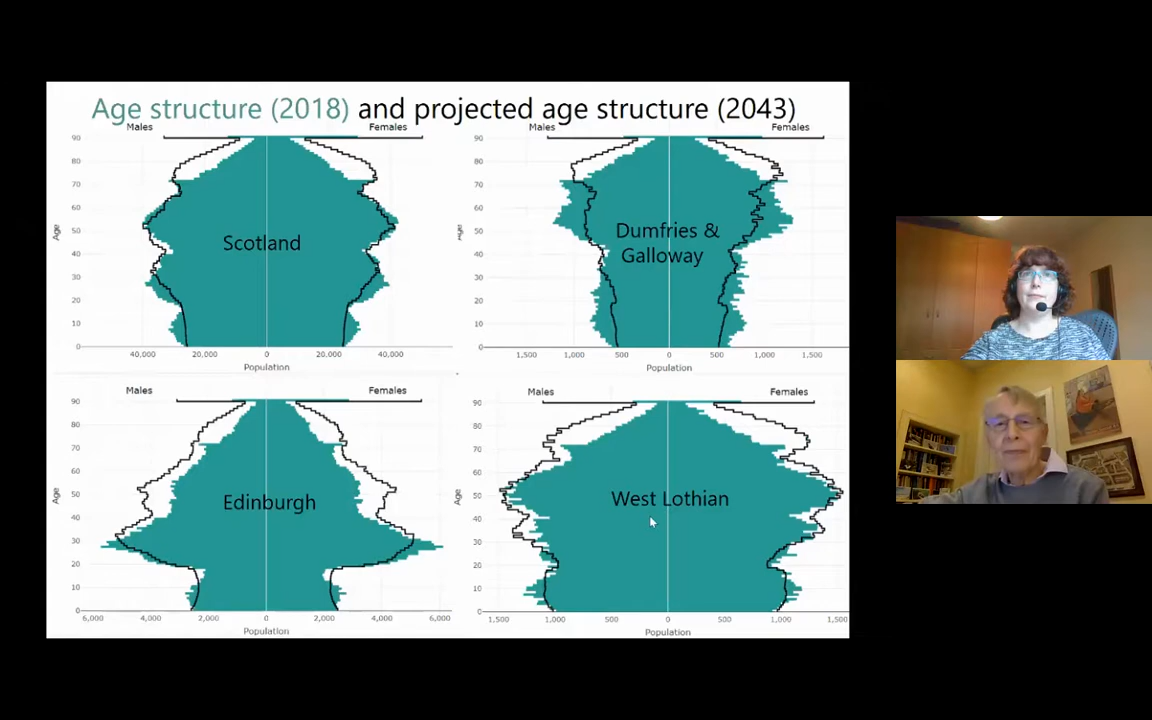 Age structure (2018) and projected age structure (2043)
Males Females
90
80
70
60
50
40
30
20
10
0
Age
Scotland
40,000 20,000 0 20,000 40,000
Population
Males Females
90
80
70
60
50
40
30
20
10
0
Age
Dumfries &
Galloway
1,500 1,000 500 0 500 1,000 1,500
Population
Males Females
90
80
70
60
50
40
30
20
10
0
Age
Edinburgh
6,000 4,000 2,000 0 2,000 4,000 6,000
Population
Males Females
90
80
70
60
50
40
30
20
10
0
Age
West Lothian
1,500 1,000 500 0 500 1,000 1,500
Population